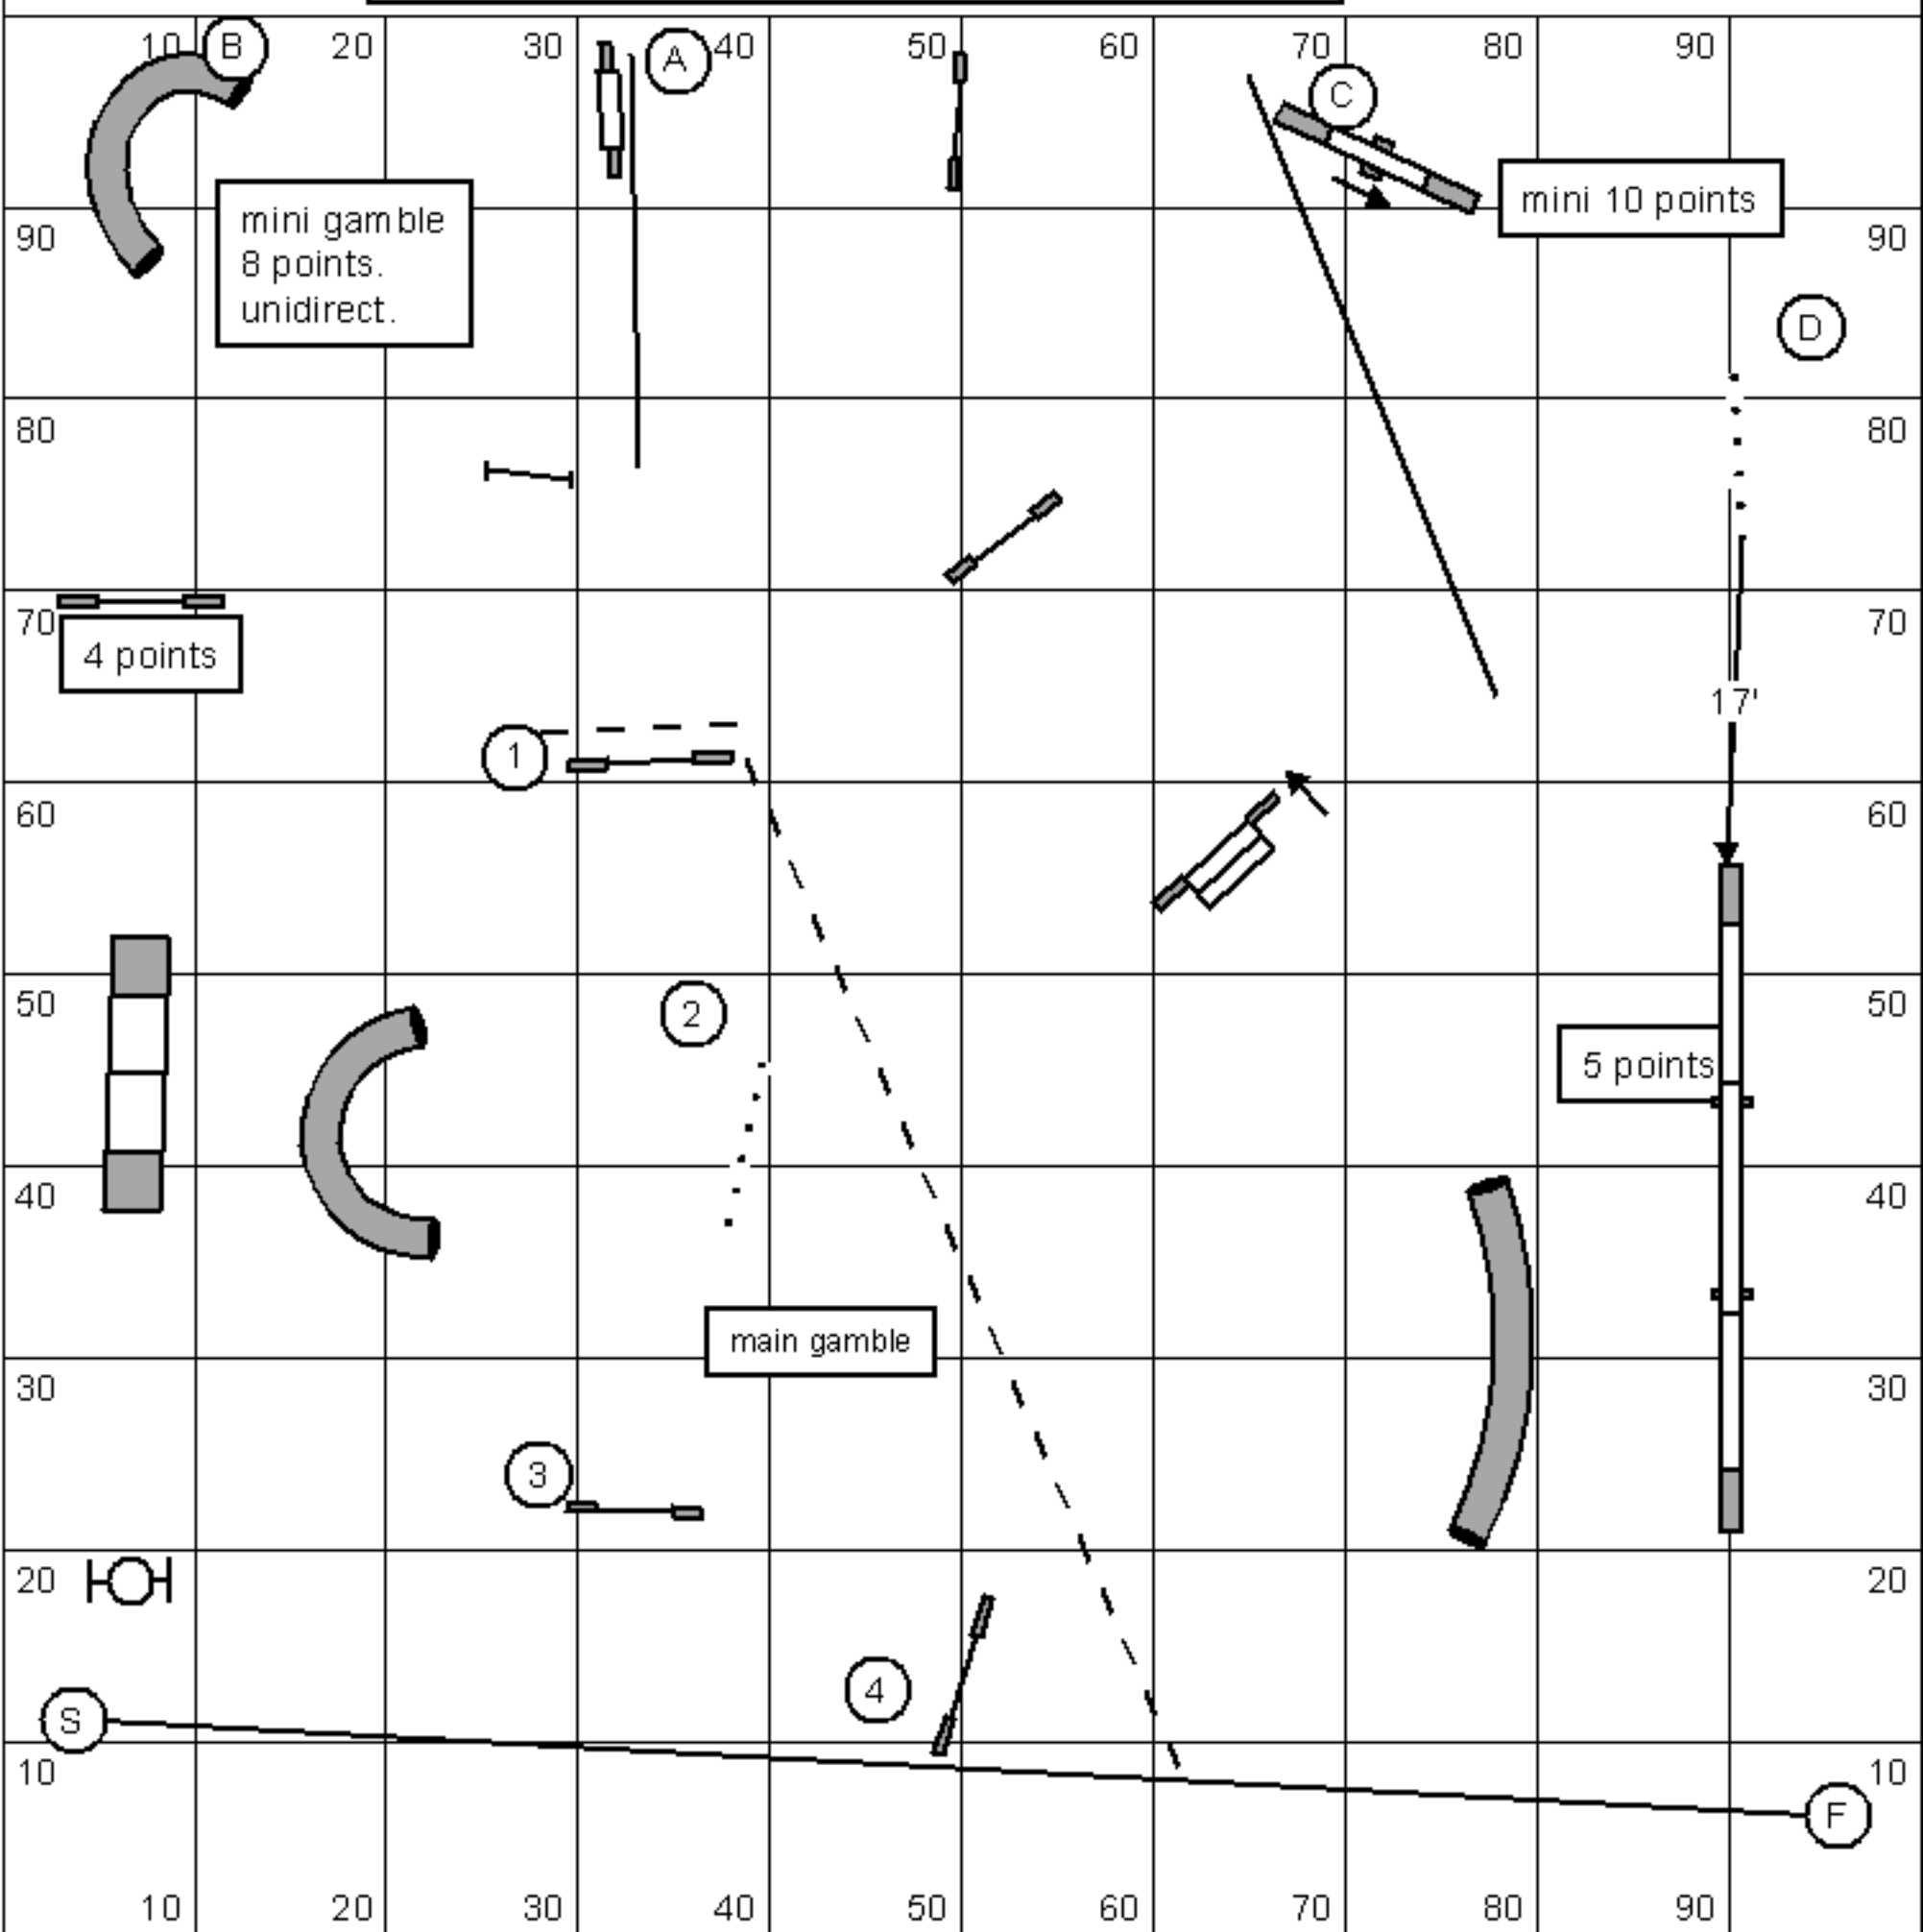 10 B 20 30 A 40 50 60 70 C 80 90
mini 10 points
mini gamble
8 points.
unidirect.
90 90
D
80 80
70 70
4 points
17'
1
60 60
50 2 50
5 points
40 40
main gamble
30 30
3
20 20
4
S
10 10
F
10 20 30 40 50 60 70 80 90